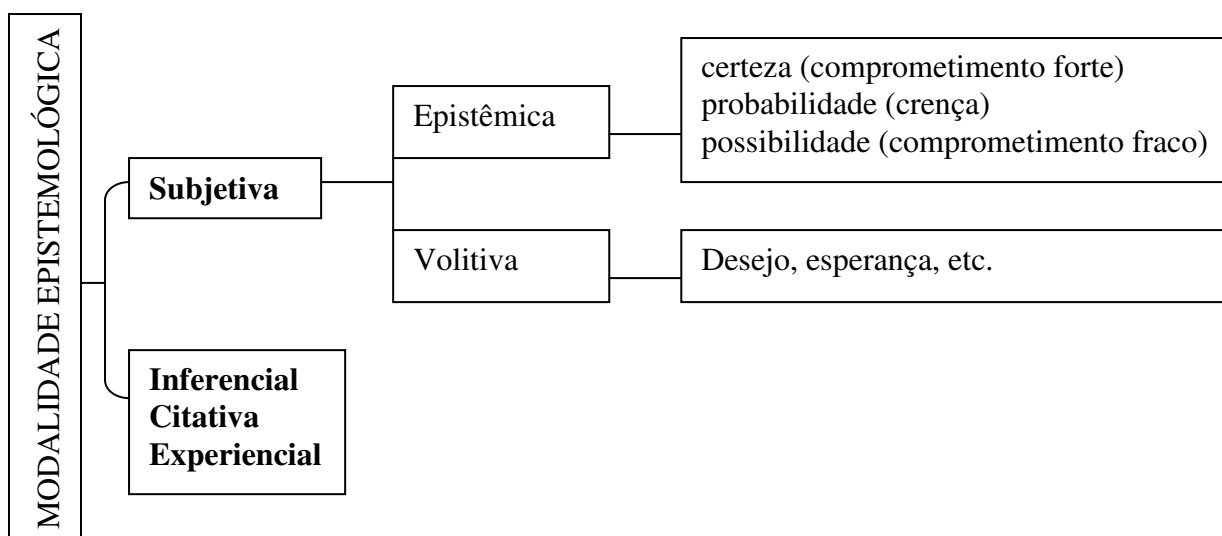 MODALIDADE EPISTEMOLÓGICA
Subjetiva
Epistêmica
certeza (comprometimento forte)
probabilidade (crença)
possibilidade (comprometimento fraco)
Volitiva
Desejo, esperança, etc.
Inferencial
Citativa
Experiencial